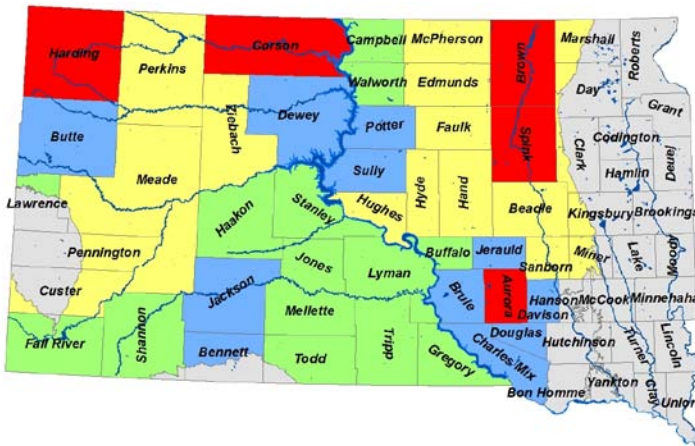 Harding
Perkins
Corson
Campbell
McPherson
Brown
Marshall
Roberts
Walworth
Edmunds
Day
Grant
Butte
Ziebach
Dewey
Potter
Faulk
Spink
Codington
Clark
Deuel
Hamlin
Meade
Sully
Lawrence
Haakon
Stanley
Hughes
Hyde
Hand
Beadle
Kingsbury
Brookings
Pennington
Jones
Lyman
Buffalo
Jerauld
Sanborn
Miner
Lake
Moody
Custer
Jackson
Mellette
Brule
Aurora
Hanson
McCook
Minnehaha
Davison
Fall River
Shannon
Bennett
Todd
Tripp
Gregory
Douglas
Charles Mix
Hutchinson
Turner
Lincoln
Bon Homme
Yankton
Clay
Union